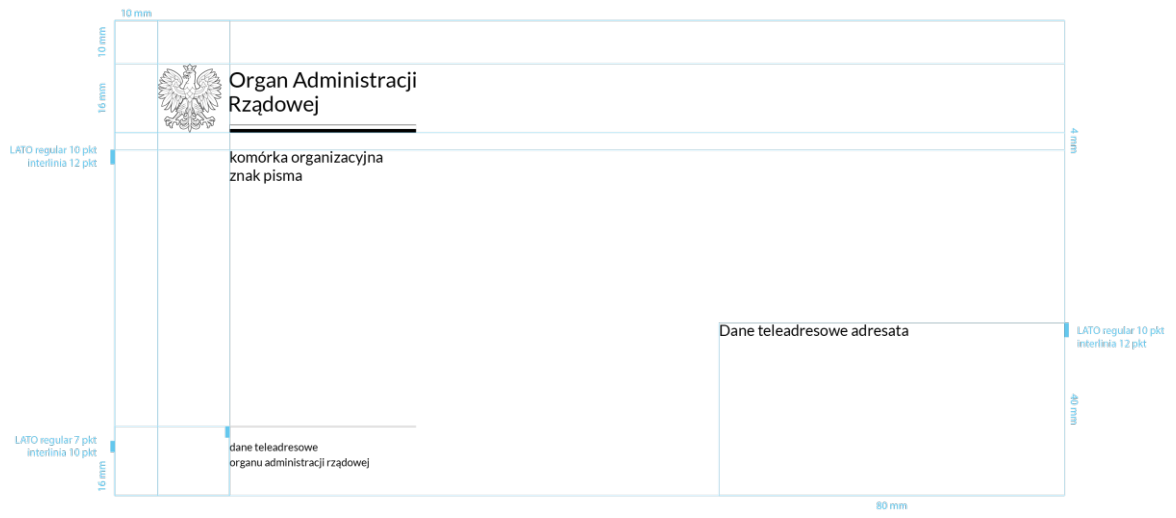 10 mm
10 mm
Organ Administracji
Rządowej
16 mm
4 mm
LATO regular 10 pkt
interlinia 12 pkt
komórka organizacyjna
znak pisma
Dane teleadresowe adresata
LATO regular 10 pkt
interlinia 12 pkt
40 mm
LATO regular 7 pkt
interlinia 10 pkt
dane teleadresowe
organu administracji rządowej
16 mm
80 mm